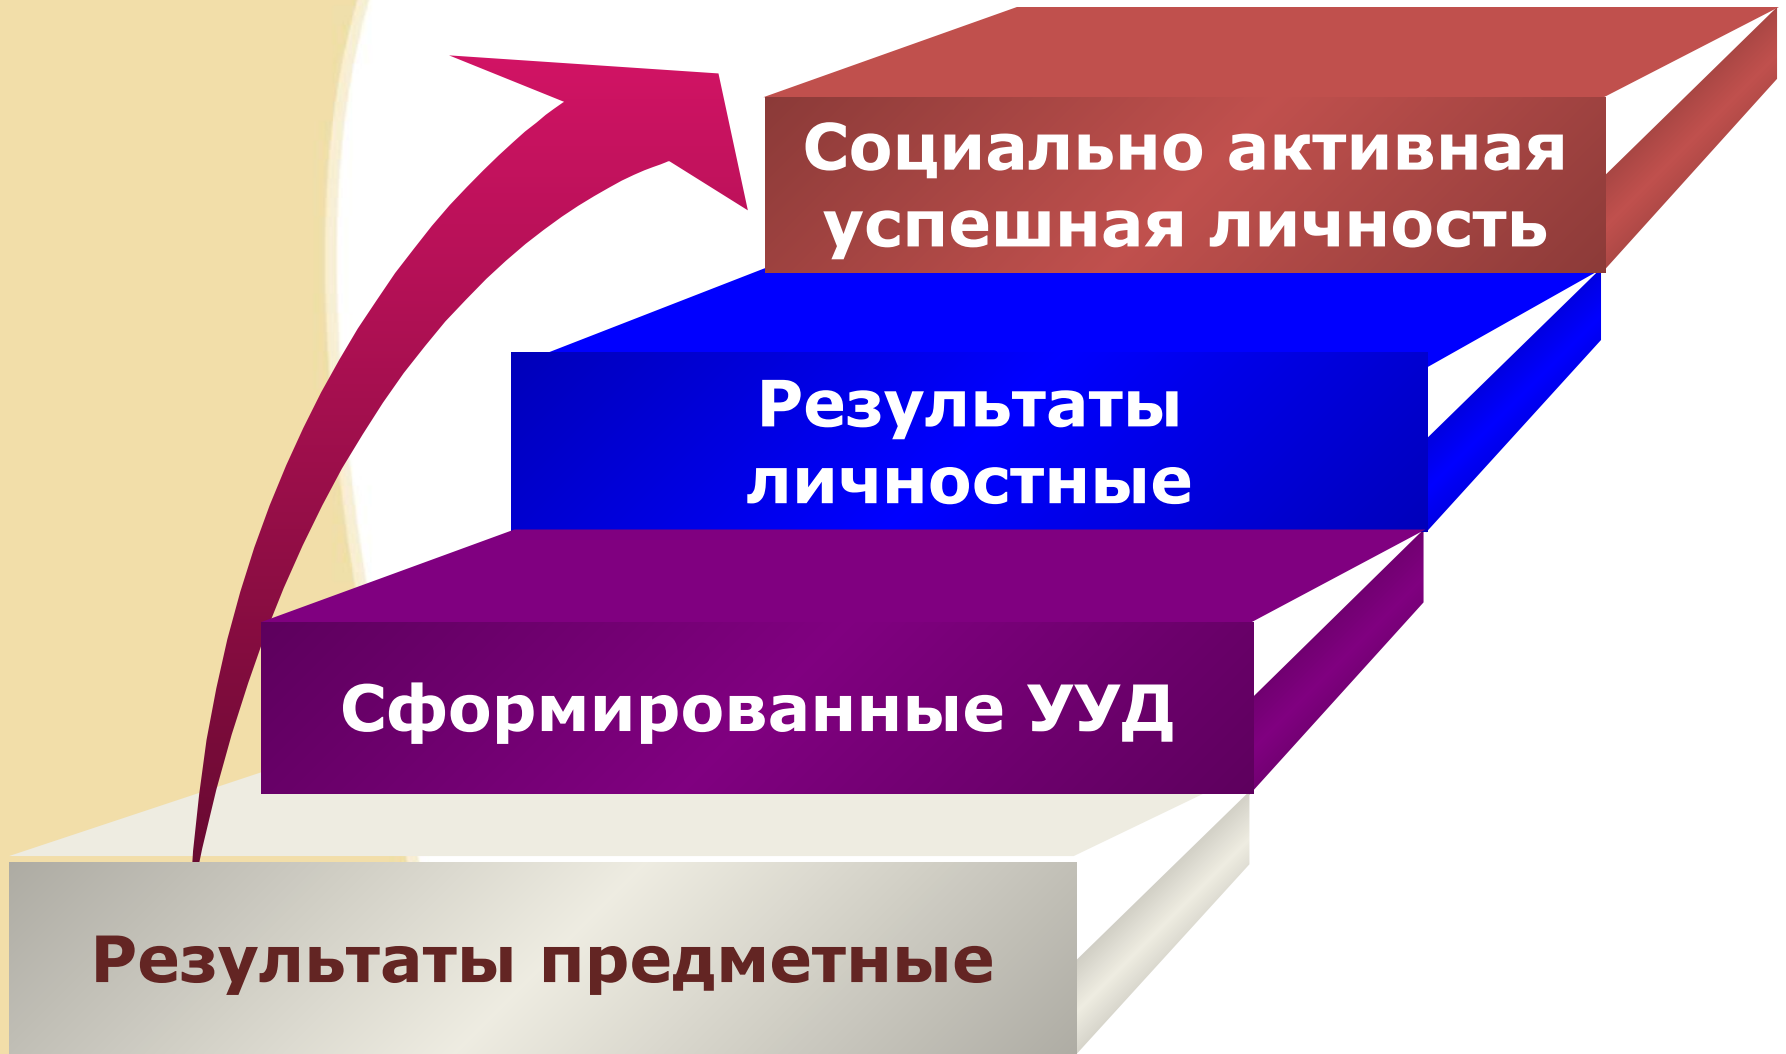 Социально активная
успешная личность
Результаты
личностные
Сформированные УУД
Результаты предметные